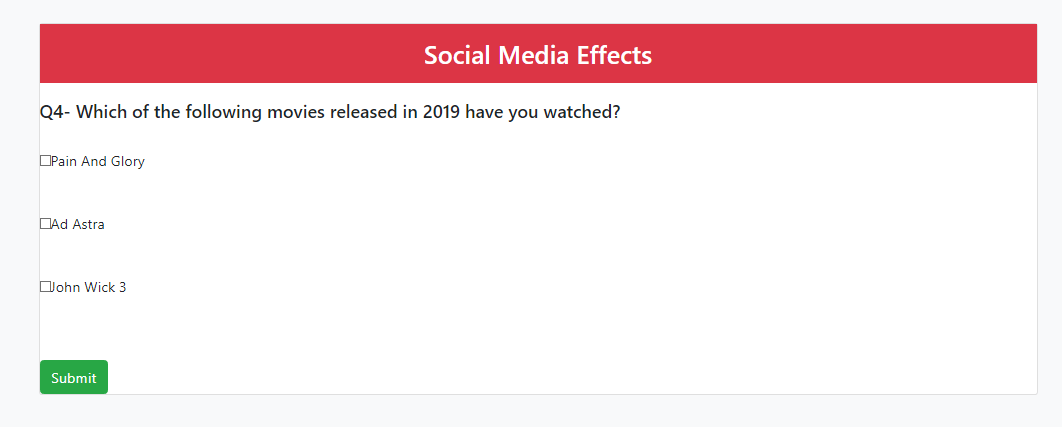 Social Media Effects
Q4- Which of the following movies released in 2019 have you watched?
Pain And Glory
Ad Astra
John Wick 3
Submit